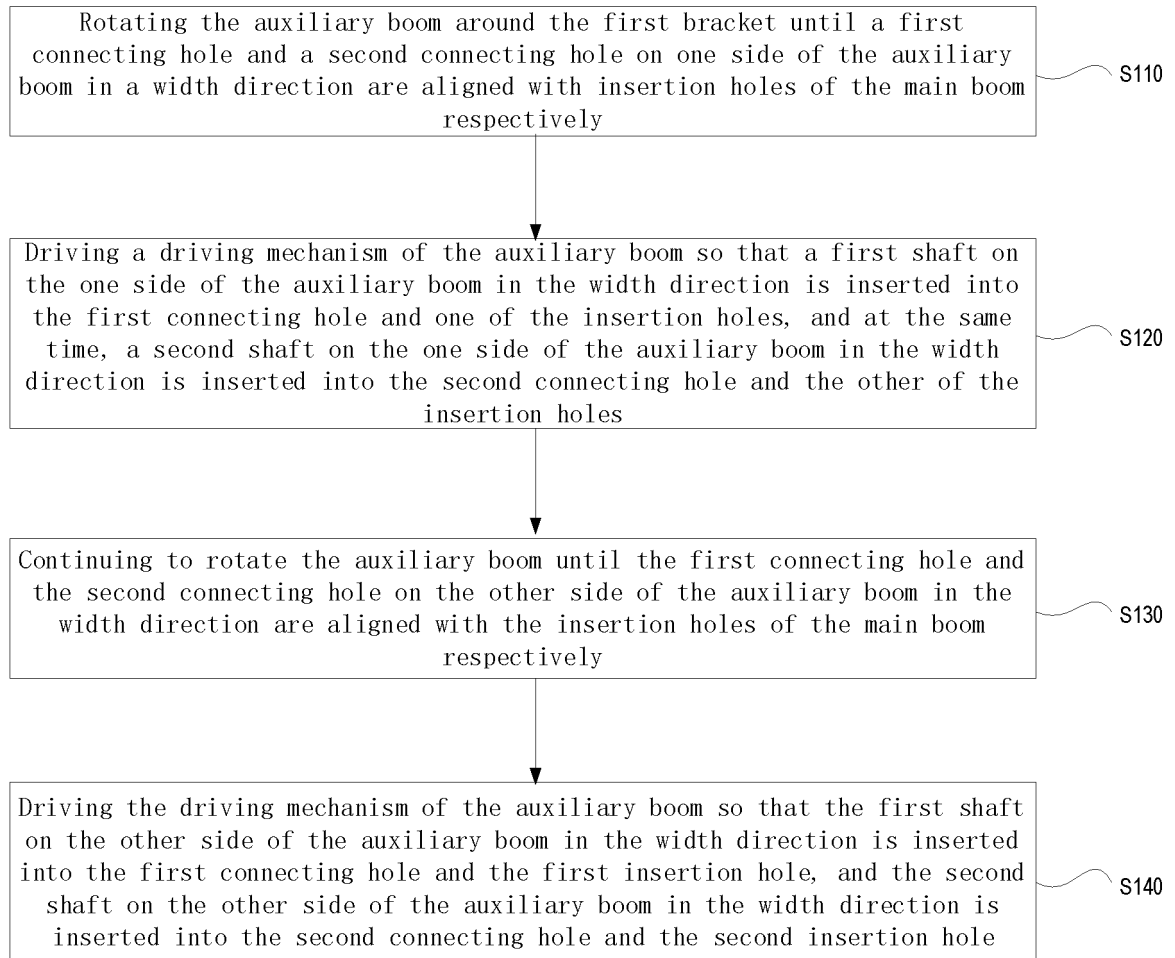 Rotating the auxiliary boom around the first bracket until a first
connecting hole and a second connecting hole on one side of the auxiliary
boom in a width direction are aligned with insertion holes of the main boom
respectively
S110
Driving a driving mechanism of the auxiliary boom so that a first shaft on
the one side of the auxiliary boom in the width direction is inserted into
the first connecting hole and one of the insertion holes, and at the same
time, a second shaft on the one side of the auxiliary boom in the width
direction is inserted into the second connecting hole and the other of the
insertion holes
S120
Continuing to rotate the auxiliary boom until the first connecting hole and
the second connecting hole on the other side of the auxiliary boom in the
width direction are aligned with the insertion holes of the main boom
respectively
S130
Driving the driving mechanism of the auxiliary boom so that the first shaft
on the other side of the auxiliary boom in the width direction is inserted
into the first connecting hole and the first insertion hole, and the second
shaft on the other side of the auxiliary boom in the width direction is
inserted into the second connecting hole and the second insertion hole
S140